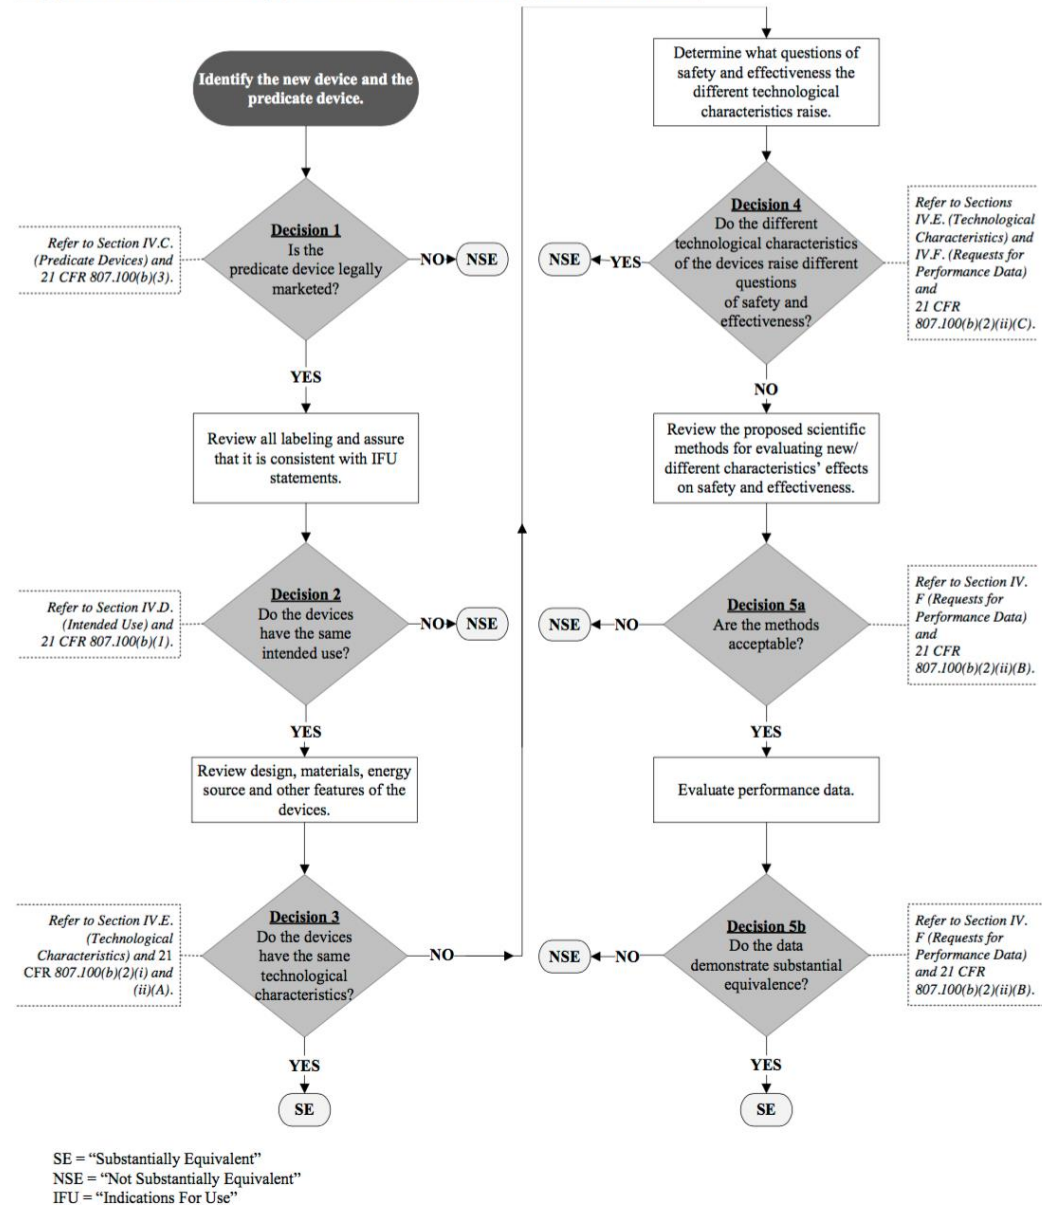 Identify the new device and the
predicate device.
Decision 1
Is the
predicate device legally
marketed?
Refer to Section IV.C.
(Predicate Devices) and
21 CFR 807.100(b)(3).
NO
NSE
YES
Review all labeling and assure
that it is consistent with IFU
statements.
Decision 2
Do the devices
have the same
intended use?
Refer to Section IV.D.
(Intended Use) and
21 CFR 807.100(b)(1).
NO
NSE
YES
Review design, materials, energy
source and other features of the
devices.
Decision 3
Do the devices
have the same
technological
characteristics?
Refer to Section IV.E.
(Technological
Characteristics) and 21
CFR 807.100(b)(2)(i) and
(ii)(A).
NO
YES
SE
Determine what questions of
safety and effectiveness the
different technological
characteristics raise.
Decision 4
Do the different
technological characteristics
of the devices raise different
questions
of safety and
effectiveness?
Refer to Sections
IV.E. (Technological
Characteristics) and
IV.F. (Requests for
Performance Data)
and
21 CFR
807.100(b)(2)(ii)(C).
NSE
YES
NO
Review the proposed scientific
methods for evaluating new/
different characteristics’ effects
on safety and effectiveness.
Decision 5a
Are the methods
acceptable?
Refer to Section IV.
F (Requests for
Performance Data)
and
21 CFR
807.100(b)(2)(ii)(B).
NSE
NO
YES
Evaluate performance data.
Decision 5b
Do the data
demonstrate substantial
equivalence?
Refer to Section IV.
F (Requests for
Performance Data)
and 21 CFR
807.100(b)(2)(ii)(B).
NSE
NO
YES
SE
SE = “Substantially Equivalent”
NSE = “Not Substantially Equivalent”
IFU = “Indications For Use”